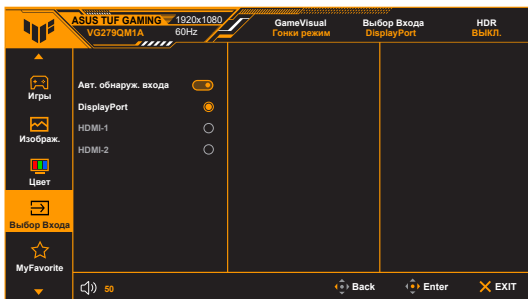 ASUS TUF GAMING 1920x1080
VG279QM1A 60Hz
GameVisual Выбор Входа HDR
Гонки режим DisplayPort ВЫКЛ.
Игры
Изображ.
Цвет
Выбор Входа
MyFavorite
Авт. обнаруж. входа
DisplayPort
HDMI-1
HDMI-2
50 Back Enter EXIT